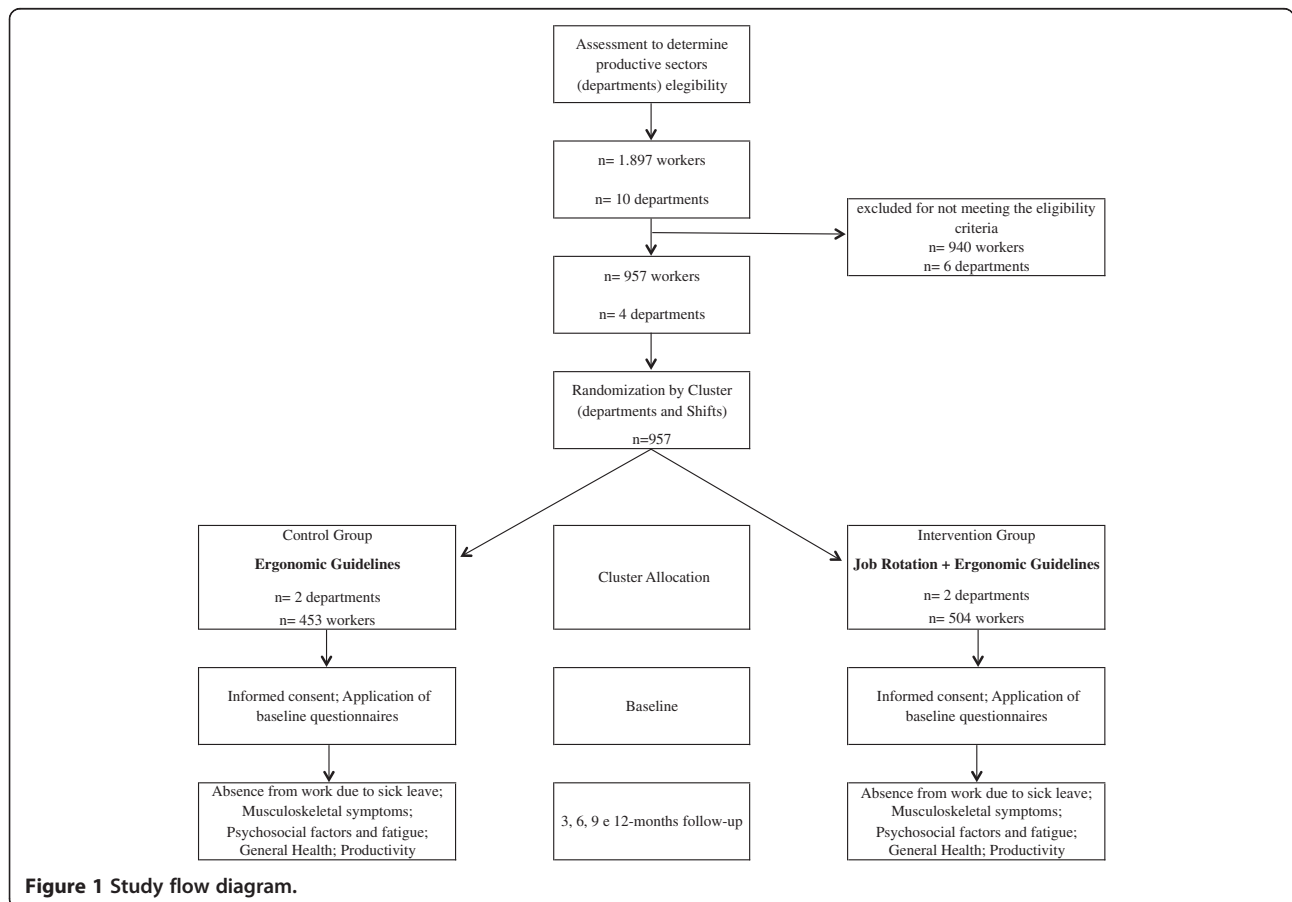 Assessment to determine
productive sectors
(departments) elegibility
n= 1.897 workers
n= 10 departments
excluded for not meeting the eligibility
criteria
n= 940 workers
n= 6 departments
n= 957 workers
n= 4 departments
Randomization by Cluster
(departments and Shifts)
n=957
Control Group
Ergonomic Guidelines
n= 2 departments
n= 453 workers
Cluster Allocation
Intervention Group
Job Rotation + Ergonomic Guidelines
n= 2 departments
n= 504 workers
Informed consent; Application of
baseline questionnaires
Baseline
Informed consent; Application of
baseline questionnaires
Absence from work due to sick leave;
Musculoskeletal symptoms;
Psychosocial factors and fatigue;
General Health; Productivity
3, 6, 9 e 12-months follow-up
Absence from work due to sick leave;
Musculoskeletal symptoms;
Psychosocial factors and fatigue;
General Health; Productivity
Figure 1 Study flow diagram.